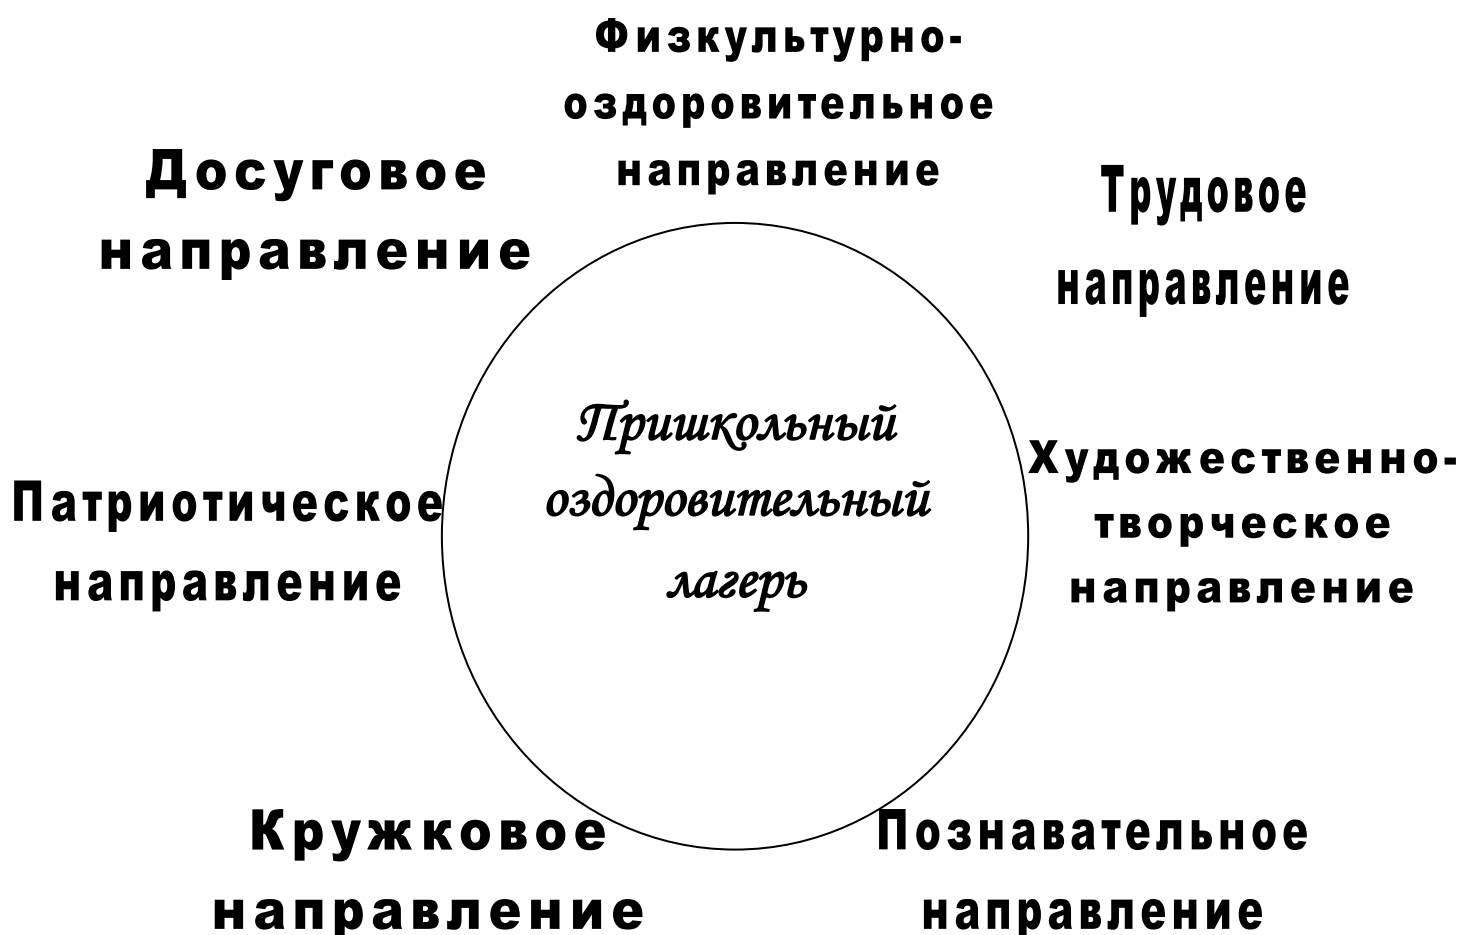 Физкультурно-
оздоровительное
направление
Досуговое
направление
Трудовое
направление
Пришкольный
оздоровительный
лагерь
Патриотическое
направление
Художественно-
творческое
направление
Кружковое
направление
Познавательное
направление